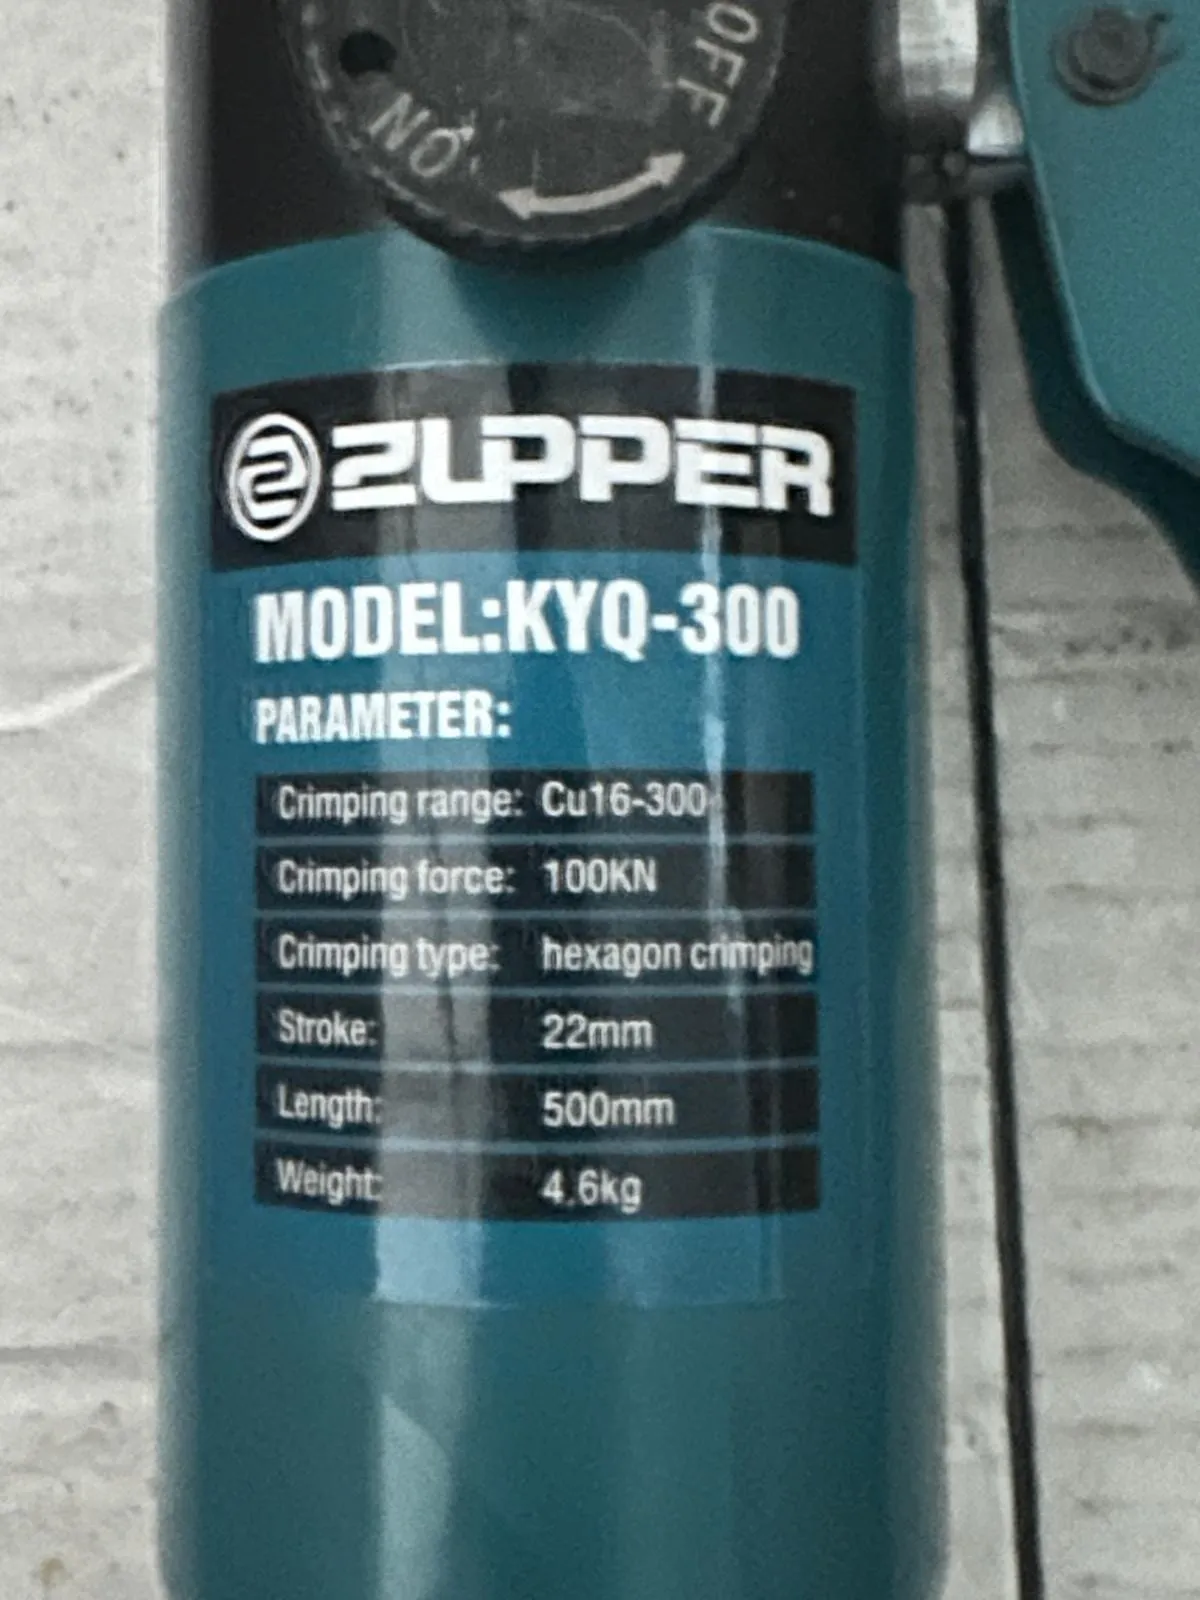 OFF
ON
ZUPPER
MODEL:KYQ-300
PARAMETER:
Crimping range: Cu16-300
Crimping force: 100KN
Crimping type: hexagon crimping
Stroke: 22mm
Length: 500mm
Weight: 4.6kg